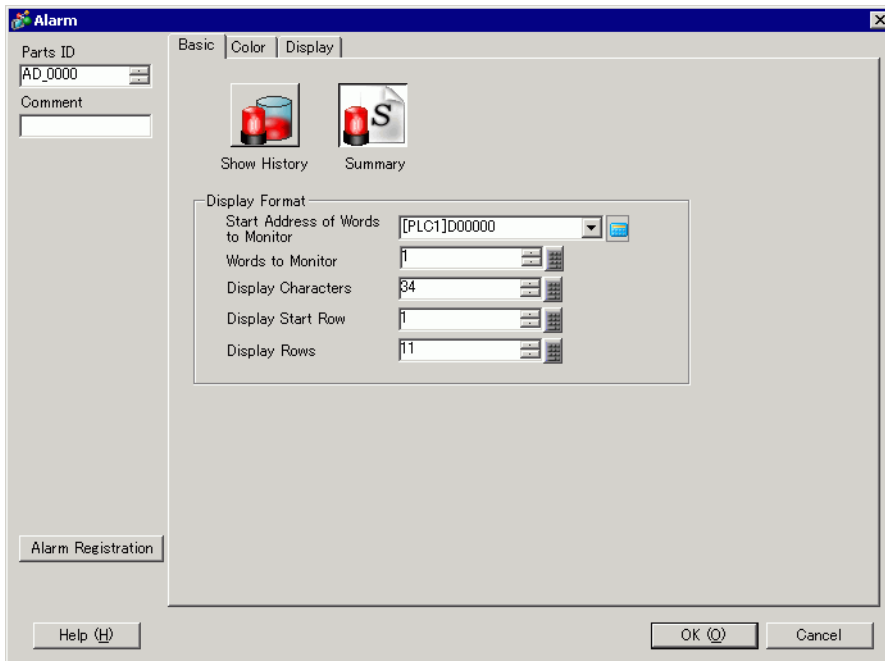 Alarm
Parts ID
AD_0000
Comment
Basic
Color
Display
S
Show History
Summary
Display Format
Start Address of Words
to Monitor
[PLC1]D00000
Words to Monitor
1
Display Characters
34
Display Start Row
1
Display Rows
11
Alarm Registration
Help (H)
OK (O)
Cancel